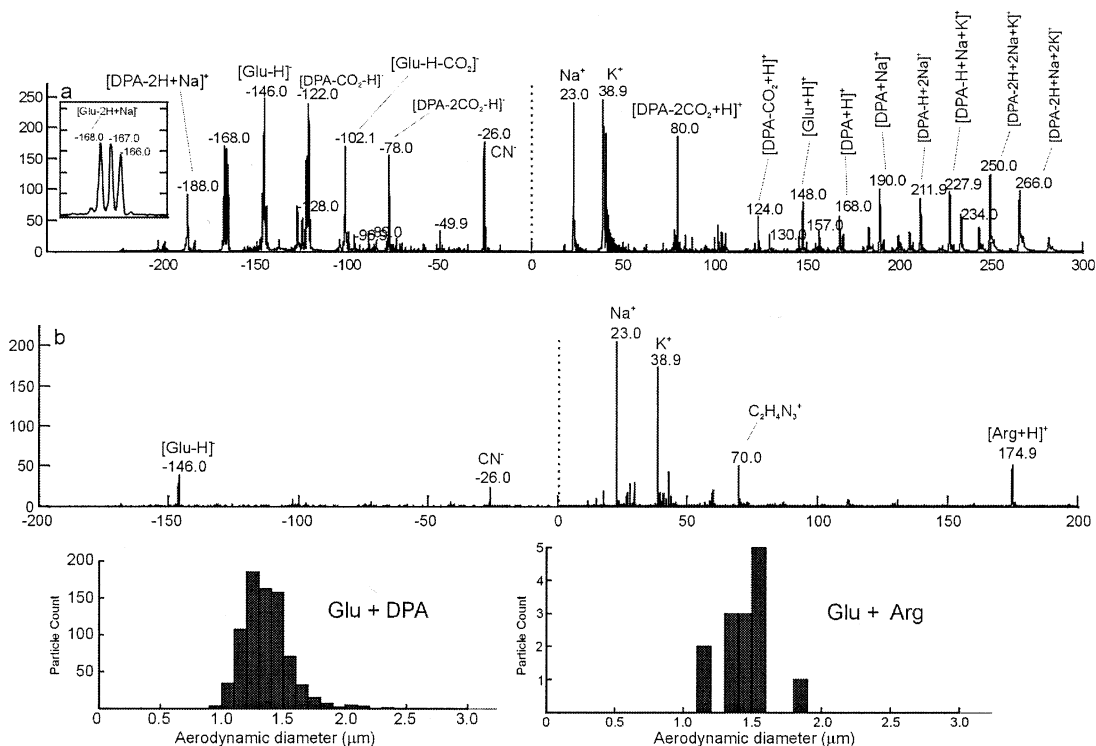 a
[Glu-2H+Na]⁻
-168.0
-167.0
-166.0
[DPA-2H+Na]⁺
-188.0
-168.0
[Glu-H]⁻
-146.0
[DPA-CO₂-H]⁻
-122.0
-128.0
[Glu-H-CO₂]⁻
-102.1
[DPA-2CO₂-H]⁻
-78.0
-49.9
-26.0
CN⁻
Na⁺
23.0
K⁺
38.9
[DPA-2CO₂+H]⁺
80.0
[DPA-CO₂+H]⁺
124.0
130.0
[Glu+H]⁺
148.0
157.0
[DPA+H]⁺
168.0
[DPA+Na]⁺
190.0
[DPA-H+2Na]⁺
211.9
[DPA-H+Na+K]⁺
227.9
234.0
[DPA-2H+2Na+K]⁺
250.0
[DPA-2H+Na+2K]⁺
266.0
250
200
150
100
50
0
-200 -150 -100 -50 0 50 100 150 200 250 300
b
[Glu-H]⁻
-146.0
CN⁻
-26.0
Na⁺
23.0
K⁺
38.9
C₂H₄N₃⁺
70.0
[Arg+H]⁺
174.9
200
150
100
50
0
-200 -150 -100 -50 0 50 100 150 200
Glu + DPA
Particle Count
200
150
100
50
0 0.5 1.0 1.5 2.0 2.5 3.0
Aerodynamic diameter (μm)
Glu + Arg
Particle Count
5
4
3
2
1
0 1.0 2.0 3.0
Aerodynamic diameter (μm)